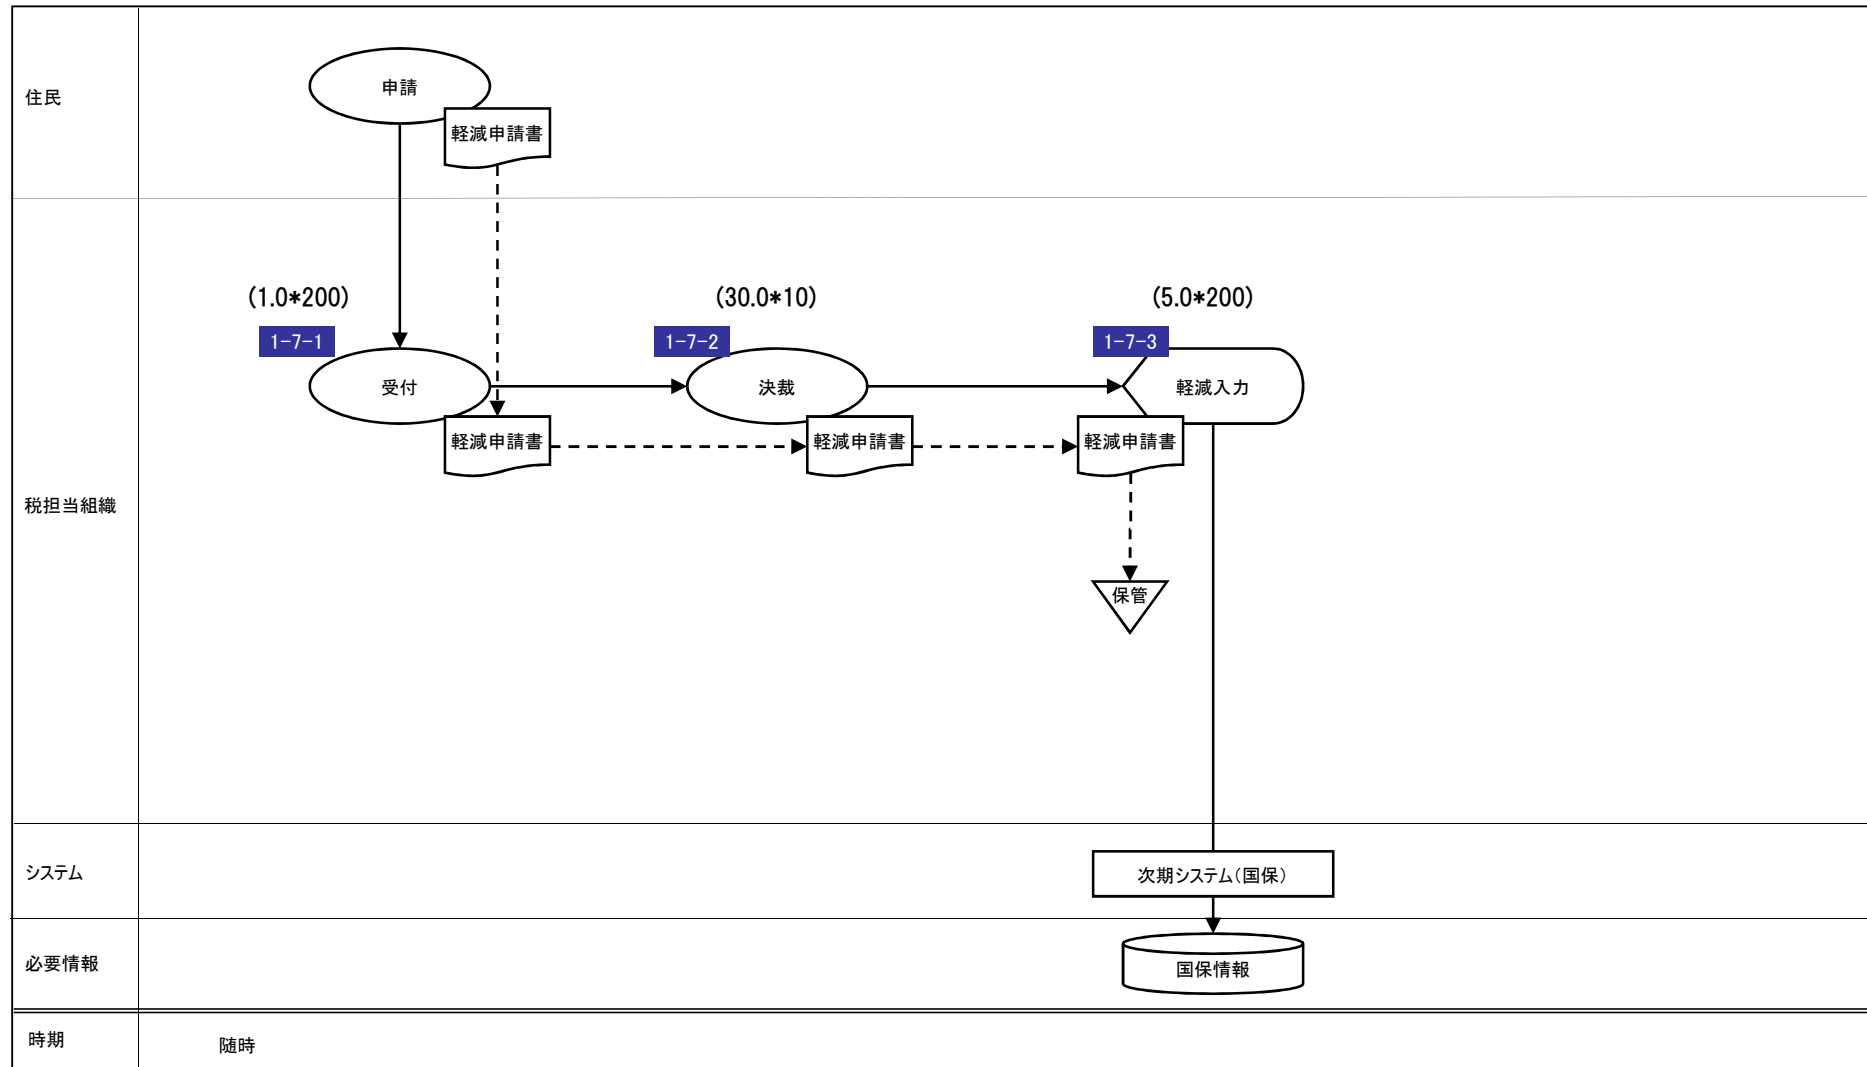 住民
申請
軽減申請書
税担当組織
(1.0*200)
(30.0*10)
(5.0*200)
1-7-1
1-7-2
1-7-3
受付
決裁
軽減入力
軽減申請書
軽減申請書
軽減申請書
保管
システム
次期システム(国保)
必要情報
国保情報
時期
随時